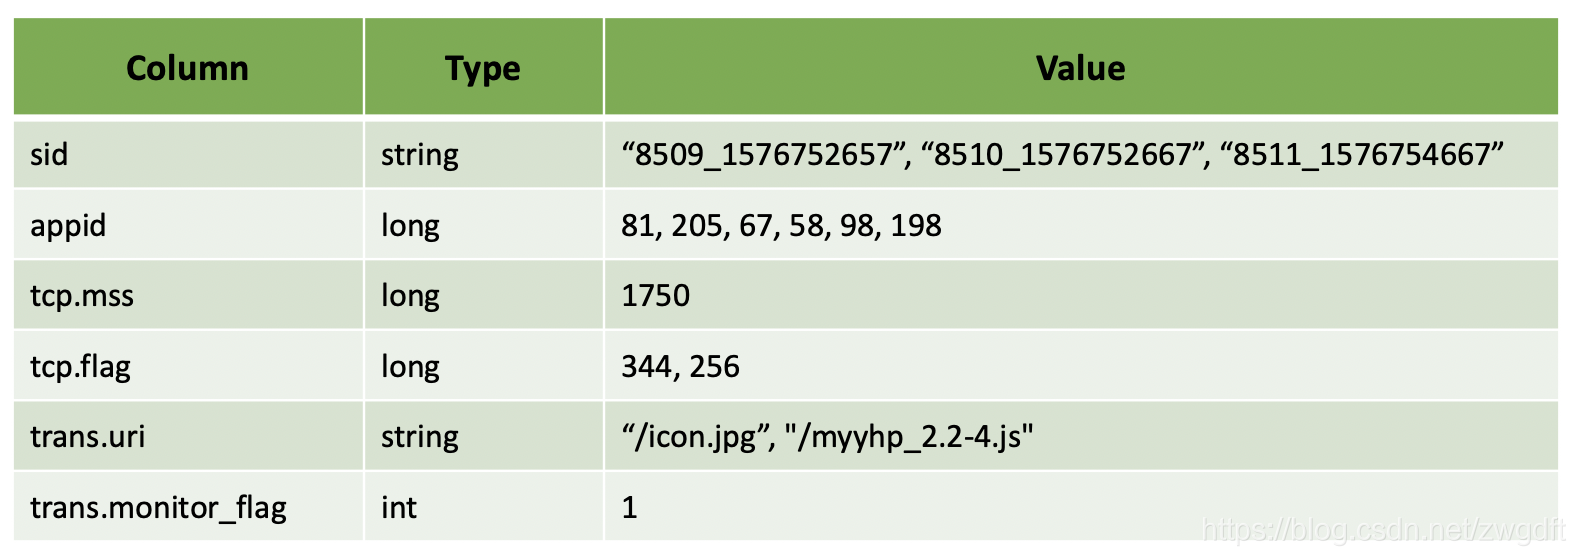 Column Type Value
sid string “8509_1576752657”, “8510_1576752667”, “8511_1576754667”
appid long 81, 205, 67, 58, 98, 198
tcp.mss long 1750
tcp.flag long 344, 256
trans.uri string “/icon.jpg”, "/myyhp_2.2-4.js"
trans.monitor_flag int 1
https://blog.csdn.net/zwgdft